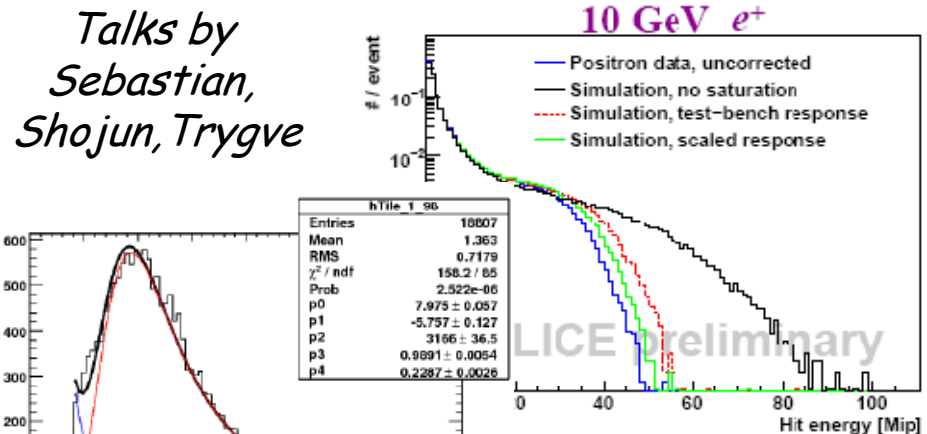 Talks by
Sebastian,
Shojun, Trygve
10 GeV e+
# / event
10⁻¹
10⁻²
Positron data, uncorrected
Simulation, no saturation
Simulation, test-bench response
Simulation, scaled response
hTile_1_96
Entries 18807
Mean 1.363
RMS 0.7179
χ² / ndf 158.2 / 85
Prob 2.522e-06
p0 7.975 ± 0.057
p1 -5.757 ± 0.127
p2 3166 ± 36.5
p3 0.9891 ± 0.0054
p4 0.2287 ± 0.0026
LICE preliminary
40 60 80 100
Hit energy [Mip]
600
500
400
300
200